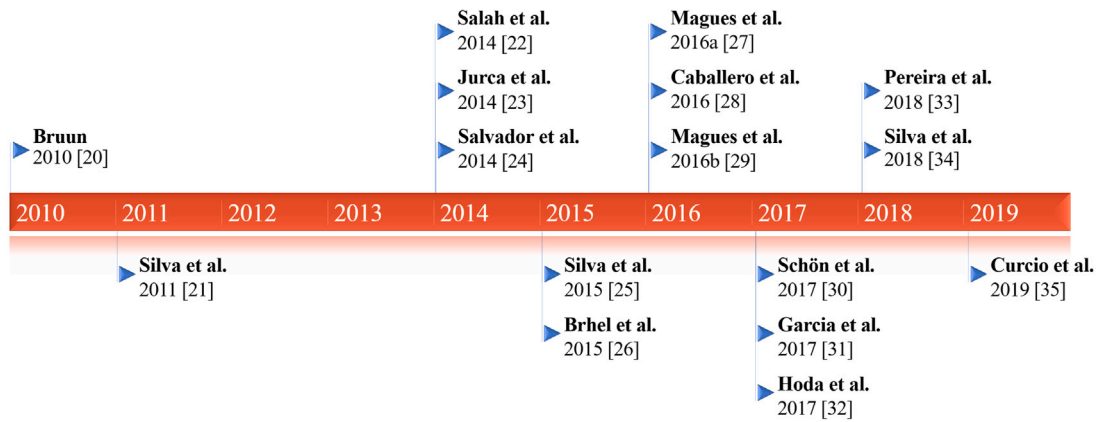 Salah et al.
2014 [22]
Magues et al.
2016a [27]
Jurca et al.
2014 [23]
Caballero et al.
2016 [28]
Pereira et al.
2018 [33]
Bruun
2010 [20]
Salvador et al.
2014 [24]
Magues et al.
2016b [29]
Silva et al.
2018 [34]
2010 2011 2012 2013 2014 2015 2016 2017 2018 2019
Silva et al.
2011 [21]
Silva et al.
2015 [25]
Schön et al.
2017 [30]
Curcio et al.
2019 [35]
Brhel et al.
2015 [26]
Garcia et al.
2017 [31]
Hoda et al.
2017 [32]